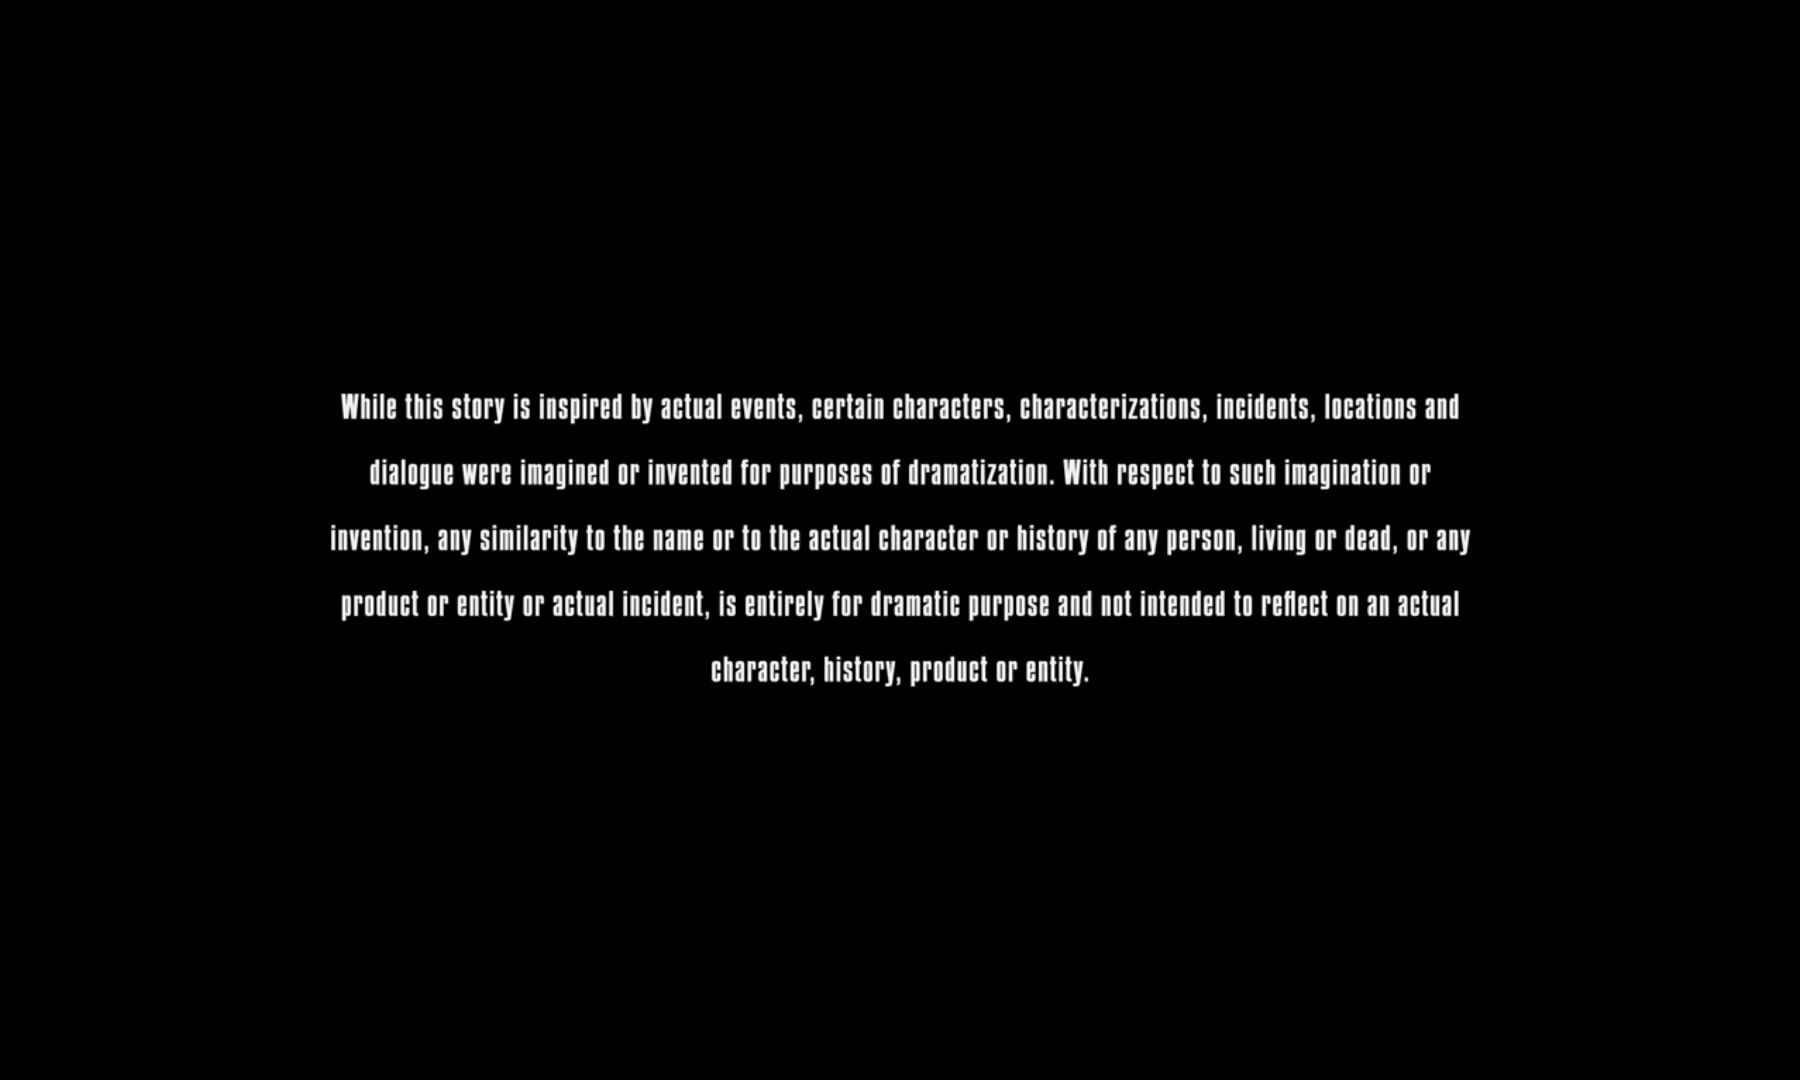 While this story is inspired by actual events, certain characters, characterizations, incidents, locations and
dialogue were imagined or invented for purposes of dramatization. With respect to such imagination or
invention, any similarity to the name or to the actual character or history of any person, living or dead, or any
product or entity or actual incident, is entirely for dramatic purpose and not intended to reflect on an actual
character, history, product or entity.